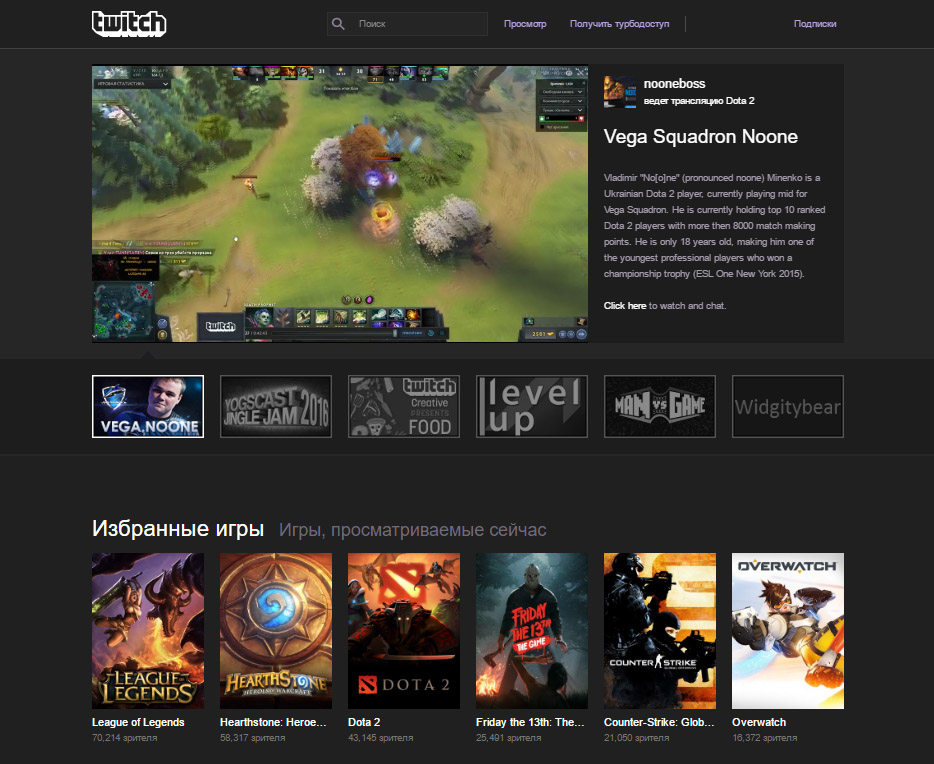 twitch
Поиск
Просмотр
Получить турбодоступ
Подписки
nooneboss
ведет трансляцию Dota 2
Vega Squadron Noone
Vladimir "No[o]ne" (pronounced noone) Minenko is a
Ukrainian Dota 2 player, currently playing mid for
Vega Squadron. He is currently holding top 10 ranked
Dota 2 players with more then 8000 match making
points. He is only 18 years old, making him one of
the youngest professional players who won a
championship trophy (ESL One New York 2015).
Click here to watch and chat.
twitch
VEGA.NOONE
YOGSCAST
JINGLE JAM 2016
twitch
Creative
PRESENTS
FOOD
level
up
MAN VS GAME
Widgitybear
Избранные игры Игры, просматриваемые сейчас
LEAGUE
OF
LEGENDS
HEARTHSTONE
HEROES OF WARCRAFT
DOTA 2
FRIDAY
THE 13TH
THE GAME
COUNTER STRIKE
OVERWATCH
League of Legends
70,214 зрителя
Hearthstone: Heroe...
58,317 зрителя
Dota 2
43,145 зрителя
Friday the 13th: The...
25,491 зрителя
Counter-Strike: Glob...
21,050 зрителя
Overwatch
16,372 зрителя